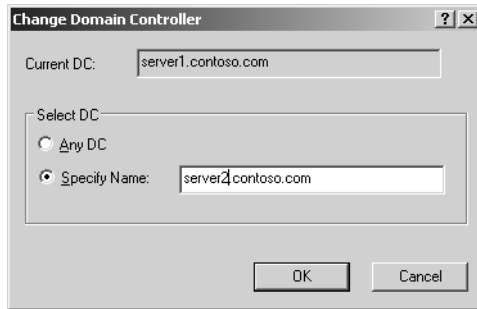 Change Domain Controller
Current DC: server1.contoso.com
Select DC
Any DC
Specify Name: server2.contoso.com
OK Cancel